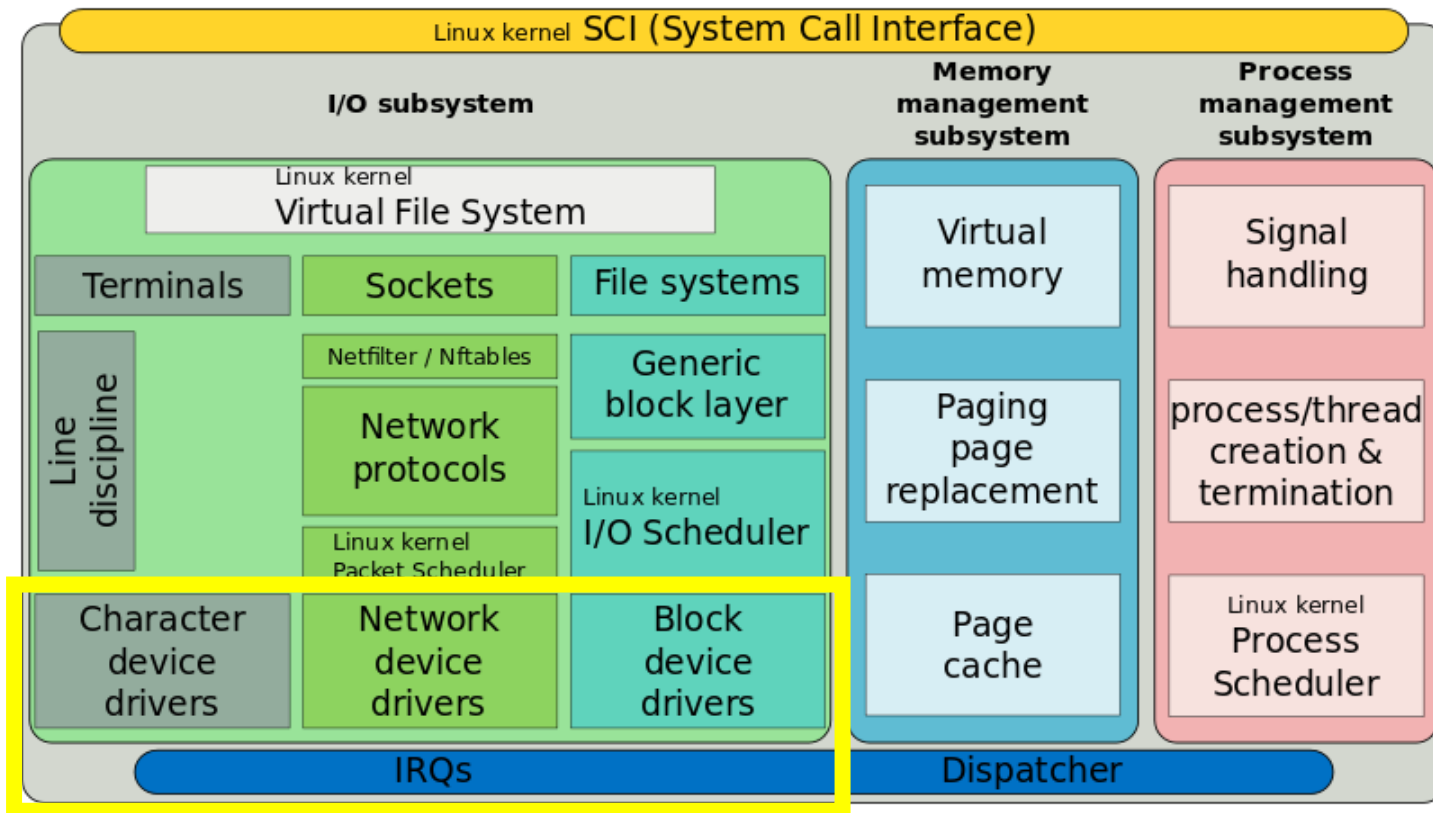 Linux kernel SCI (System Call Interface)
I/O subsystem
Memory
management
subsystem
Process
management
subsystem
Linux kernel
Virtual File System
Terminals
Sockets
File systems
Line
discipline
Netfilter / Nftables
Network
protocols
Linux kernel
Packet Scheduler
Generic
block layer
Linux kernel
I/O Scheduler
Character
device
drivers
Network
device
drivers
Block
device
drivers
Virtual
memory
Paging
page
replacement
Page
cache
Signal
handling
process/thread
creation &
termination
Linux kernel
Process
Scheduler
IRQs
Dispatcher